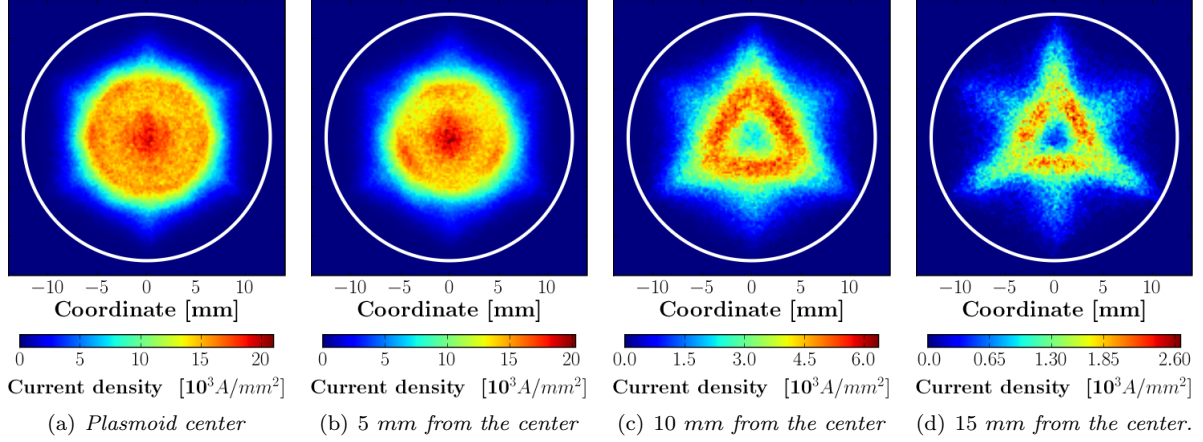 −10 −5 0 5 10 −10 −5 0 5 10 −10 −5 0 5 10 −10 −5 0 5 10
Coordinate [mm] Coordinate [mm] Coordinate [mm] Coordinate [mm]
0 5 10 15 20 0 5 10 15 20 0.0 1.5 3.0 4.5 6.0 0.0 0.65 1.30 1.85 2.60
Current density [10³A/mm²] Current density [10³A/mm²] Current density [10³A/mm²] Current density [10³A/mm²]
(a) Plasmoid center (b) 5 mm from the center (c) 10 mm from the center (d) 15 mm from the center.